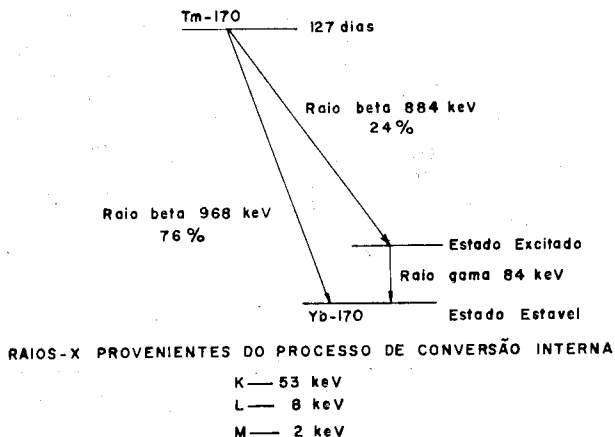 Tm-170
127 dias
Raio beta 884 keV
24%
Raio beta 968 keV
76%
Estado Excitado
Raio gama 84 keV
Yb-170
Estado Estavel
RAIOS-X PROVENIENTES DO PROCESSO DE CONVERSÃO INTERNA
K — 53 keV
L — 8 keV
M — 2 keV